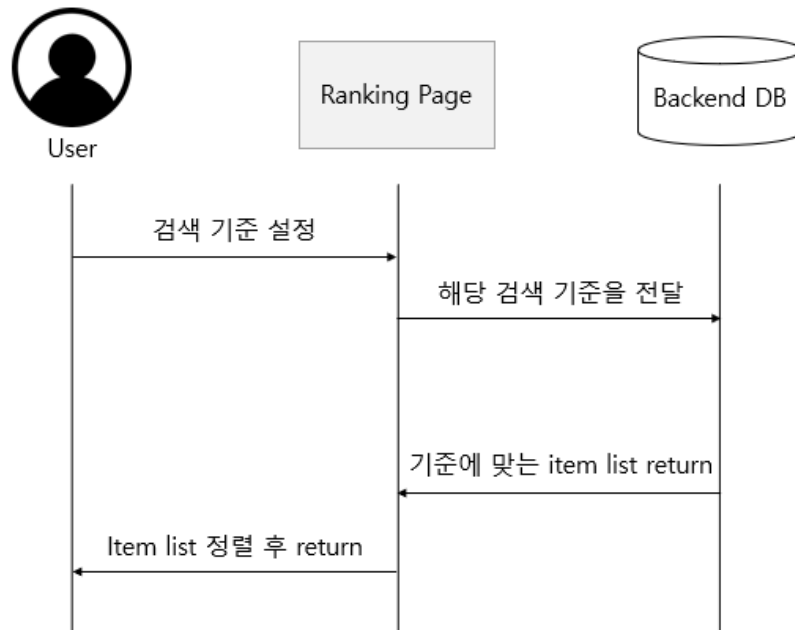 User
Ranking Page
Backend DB
검색 기준 설정
해당 검색 기준을 전달
기준에 맞는 item list return
Item list 정렬 후 return